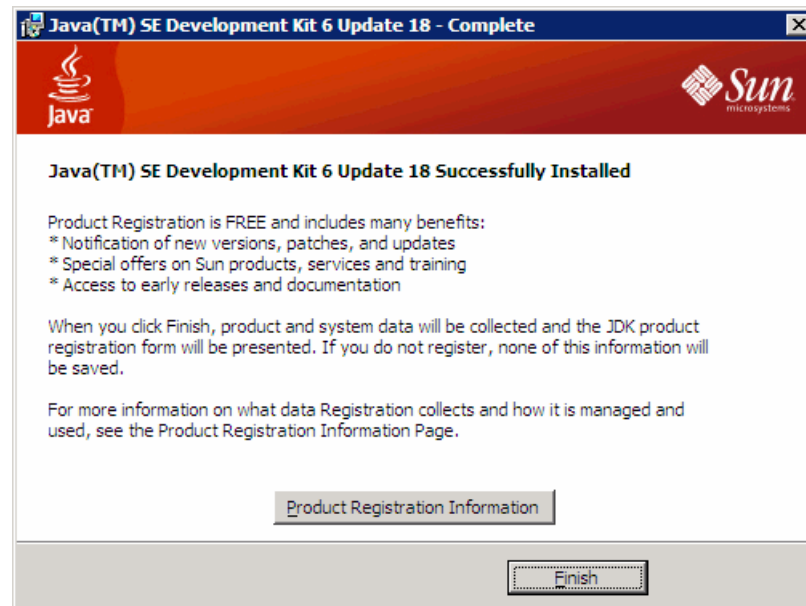 Java(TM) SE Development Kit 6 Update 18 - Complete
Java
Sun
microsystems
Java(TM) SE Development Kit 6 Update 18 Successfully Installed
Product Registration is FREE and includes many benefits:
* Notification of new versions, patches, and updates
* Special offers on Sun products, services and training
* Access to early releases and documentation
When you click Finish, product and system data will be collected and the JDK product
registration form will be presented. If you do not register, none of this information will
be saved.
For more information on what data Registration collects and how it is managed and
used, see the Product Registration Information Page.
Product Registration Information
Finish